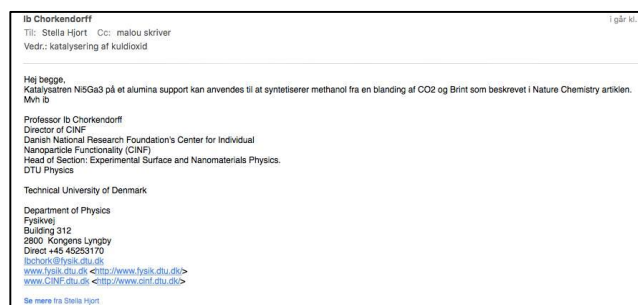 Ib Chorkendorff
i går kl.
Til: Stella Hjort Cc: malou skriver
Vedr.: katalysering af kuldioxid
Hej begge,
Katalysatren Ni5Ga3 på et alumina support kan anvendes til at syntetiserer methanol fra en blanding af CO2 og Brint som beskrevet i Nature Chemistry artiklen.
Mvh ib
Professor Ib Chorkendorff
Director of CINF
Danish National Research Foundation's Center for Individual
Nanoparticle Functionality (CINF)
Head of Section: Experimental Surface and Nanomaterials Physics.
DTU Physics
Technical University of Denmark
Department of Physics
Fysikvej
Building 312
2800 Kongens Lyngby
Direct +45 45253170
Ibchork@fysik.dtu.dk
www.fysik.dtu.dk <http://www.fysik.dtu.dk/>
www.CINF.dtu.dk <http://www.cinf.dtu.dk/>
Se mere fra Stella Hjort